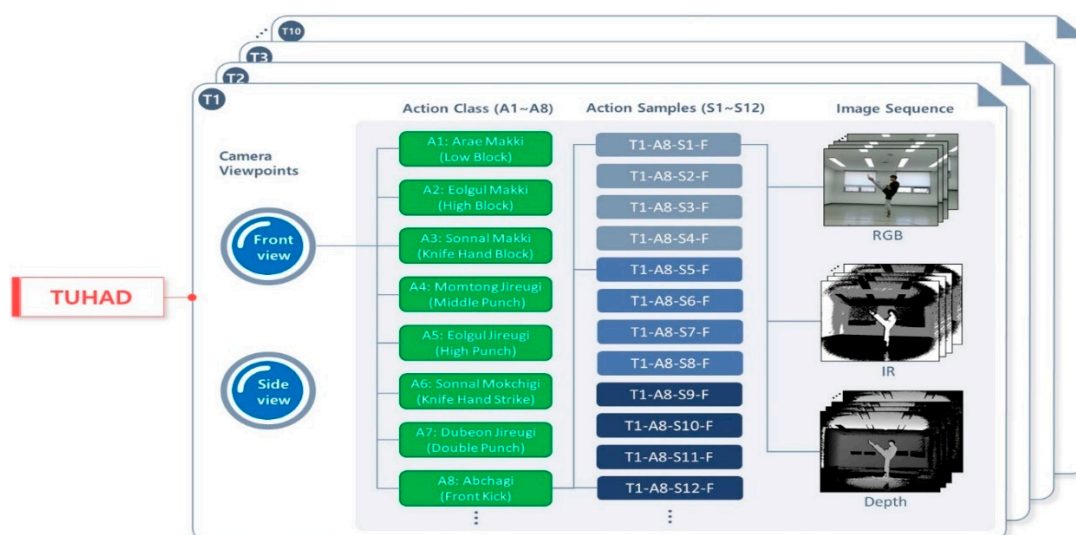 T10
T3
T2
T1
Action Class (A1~A8)
Action Samples (S1~S12)
Image Sequence
Camera
Viewpoints
Front
view
Side
view
TUHAD
A1: Arae Makki
(Low Block)
A2: Eolgul Makki
(High Block)
A3: Sonnal Makki
(Knife Hand Block)
A4: Momtong Jireugi
(Middle Punch)
A5: Eolgul Jireugi
(High Punch)
A6: Sonnal Mokchigi
(Knife Hand Strike)
A7: Dubeon Jireugi
(Double Punch)
A8: Abchagi
(Front Kick)
T1-A8-S1-F
T1-A8-S2-F
T1-A8-S3-F
T1-A8-S4-F
T1-A8-S5-F
T1-A8-S6-F
T1-A8-S7-F
T1-A8-S8-F
T1-A8-S9-F
T1-A8-S10-F
T1-A8-S11-F
T1-A8-S12-F
RGB
IR
Depth